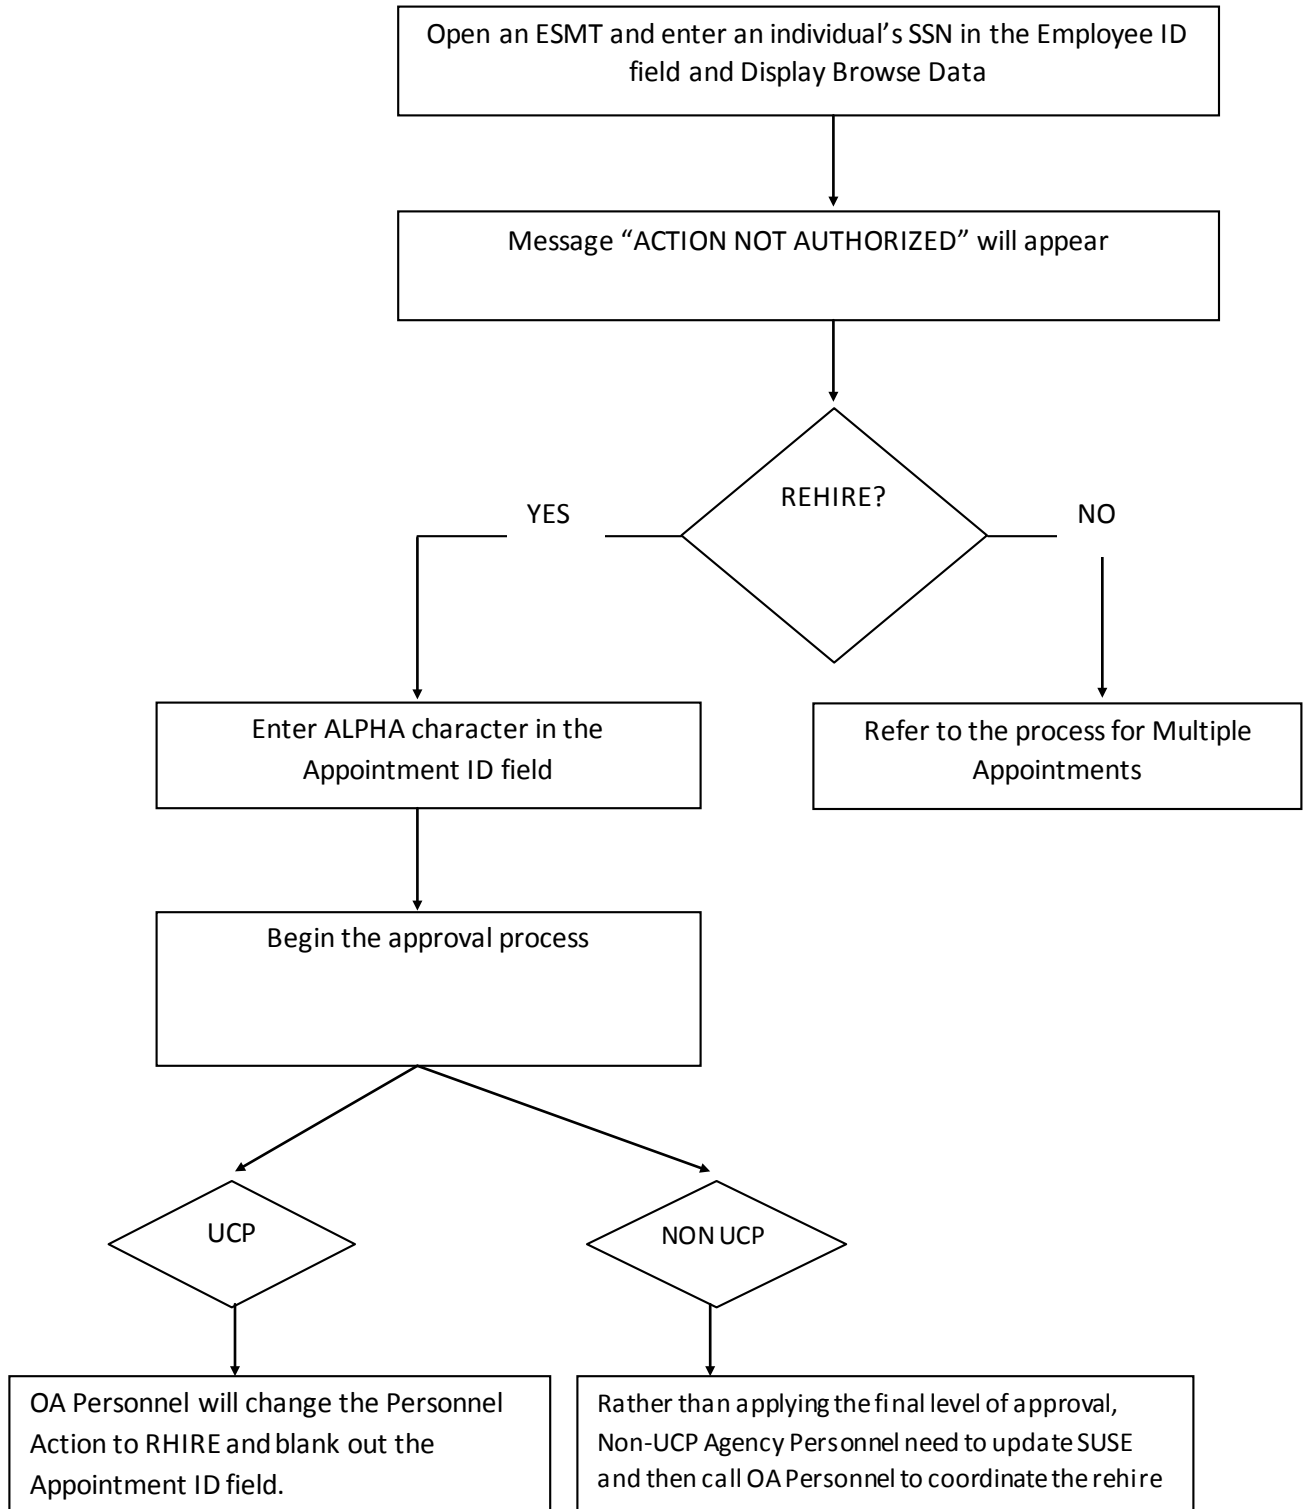 Open an ESMT and enter an individual’s SSN in the Employee ID
field and Display Browse Data
Message “ACTION NOT AUTHORIZED” will appear
REHIRE?
YES
NO
Enter ALPHA character in the
Appointment ID field
Refer to the process for Multiple
Appointments
Begin the approval process
UCP
NON UCP
OA Personnel will change the Personnel
Action to RHIRE and blank out the
Appointment ID field.
Rather than applying the final level of approval,
Non-UCP Agency Personnel need to update SUSE
and then call OA Personnel to coordinate the rehire